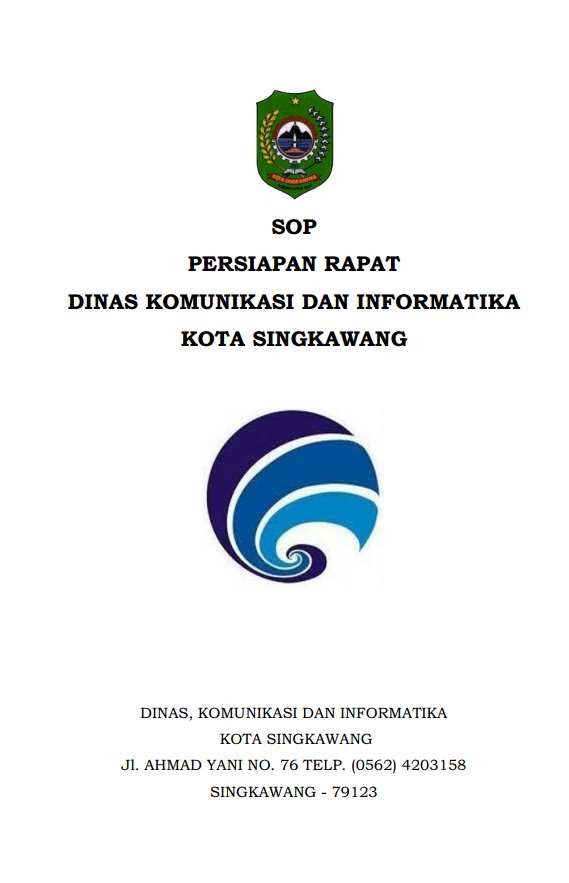 SOP
PERSIAPAN RAPAT
DINAS KOMUNIKASI DAN INFORMATIKA
KOTA SINGKAWANG
DINAS, KOMUNIKASI DAN INFORMATIKA
KOTA SINGKAWANG
Jl. AHMAD YANI NO. 76 TELP. (0562) 4203158
SINGKAWANG - 79123